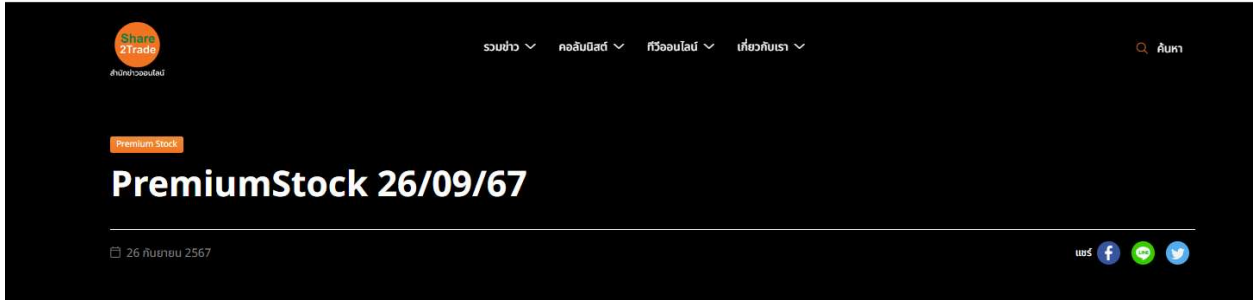 Share
2Trade
สำนักข่าวออนไลน์
รวมข่าว
คอลัมนิสต์
ทีวีออนไลน์
เกี่ยวกับเรา
ค้นหา
Premium Stock
PremiumStock 26/09/67
26 กันยายน 2567
แชร์
LINE